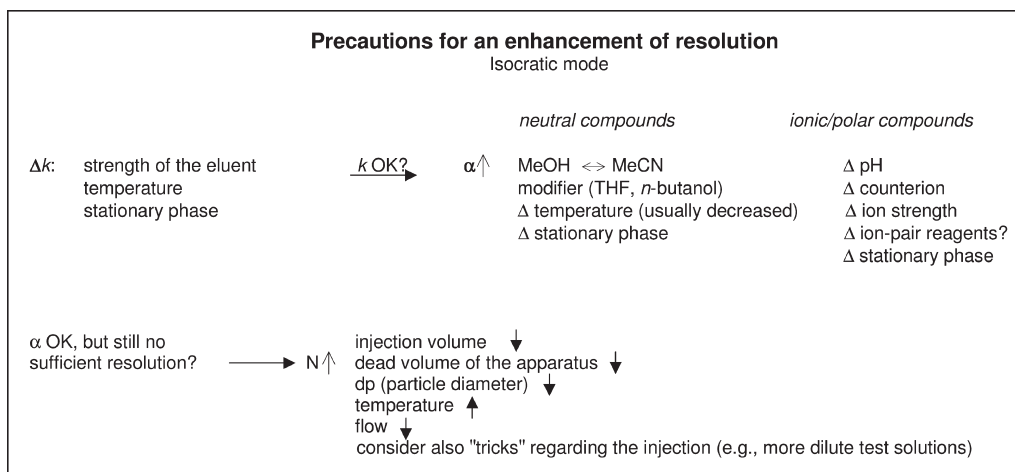 Precautions for an enhancement of resolution
Isocratic mode
neutral compounds ionic/polar compounds
Δk: strength of the eluent k OK? α↑ MeOH ↔ MeCN Δ pH
temperature modifier (THF, n-butanol) Δ counterion
stationary phase Δ temperature (usually decreased) Δ ion strength
Δ stationary phase Δ ion-pair reagents?
Δ stationary phase
α OK, but still no injection volume ↓
sufficient resolution? → N↑ dead volume of the apparatus ↓
dp (particle diameter) ↓
temperature ↑
flow ↓
consider also "tricks" regarding the injection (e.g., more dilute test solutions)